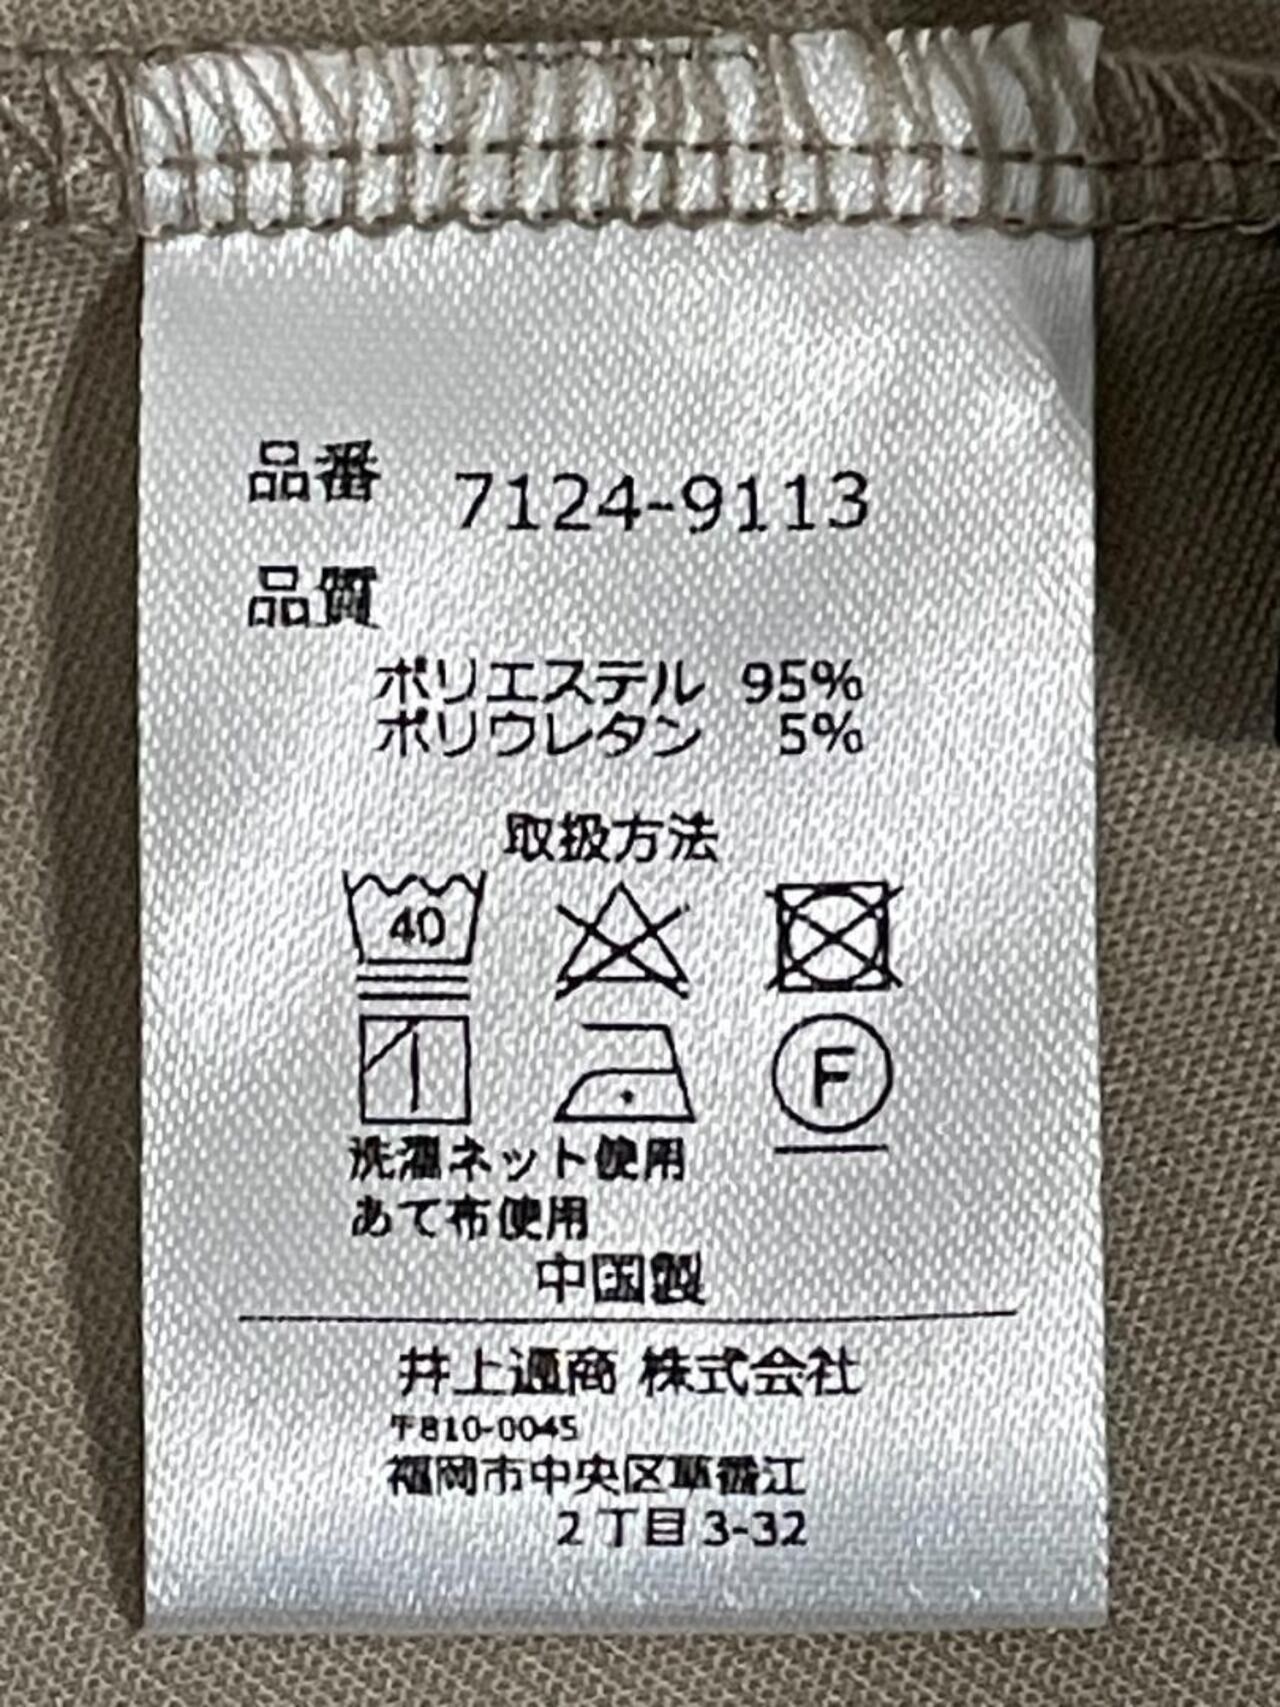 品番 7124-9113
品質
ポリエステル 95%
ポリウレタン 5%
取扱方法
40
F
洗濯ネット使用
あて布使用
中国製
井上通商 株式会社
〒810-0045
福岡市中央区草香江
2丁目3-32